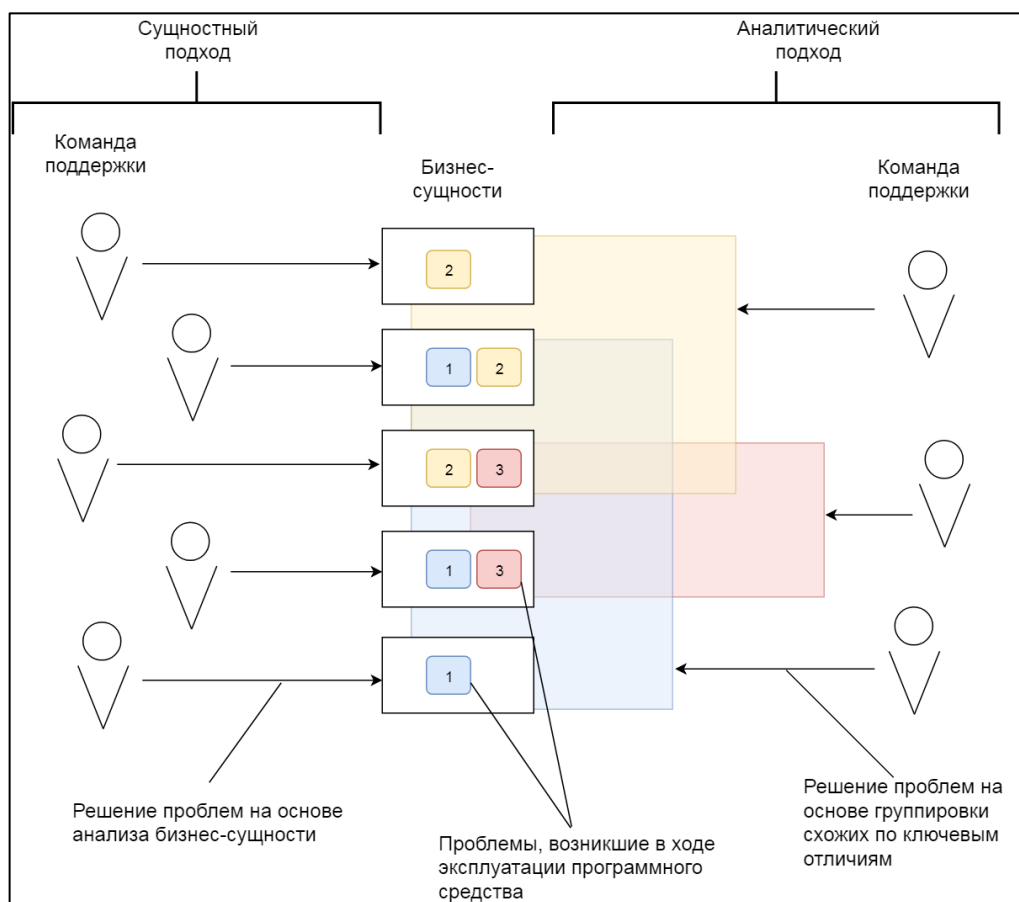 Сущностный
подход
Аналитический
подход
Команда
поддержки
Бизнес-
сущности
Команда
поддержки
2
1 2
2 3
1 3
1
Решение проблем на основе
анализа бизнес-сущности
Проблемы, возникшие в ходе
эксплуатации программного
средства
Решение проблем на
основе группировки
схожих по ключевым
отличиям